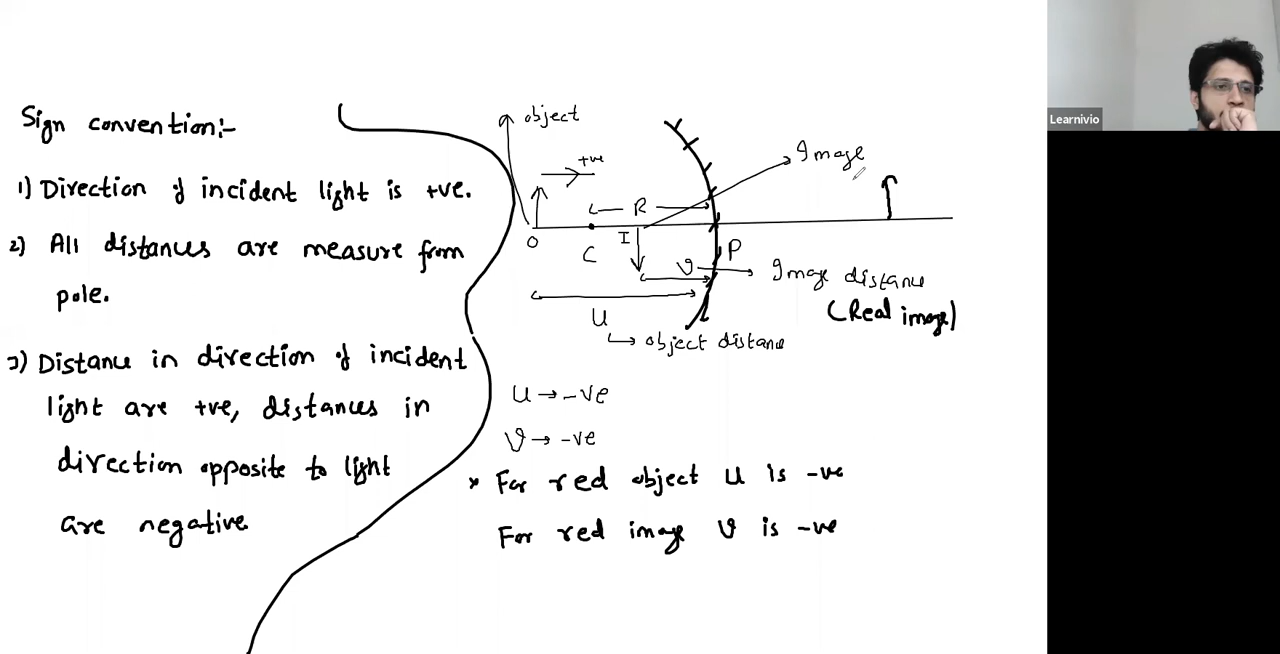 Sign convention:-
1) Direction of incident light is +ve.
2) All distances are measure from
pole.
3) Distance in direction of incident
light are +ve, distances in
direction opposite to light
are negative.
object
+ve
Image
R
O
C
I
P
v
Image distance
(Real image)
u
object distance
u → -ve
v → -ve
* For red object u is -ve
For red image v is -ve
Learnivio